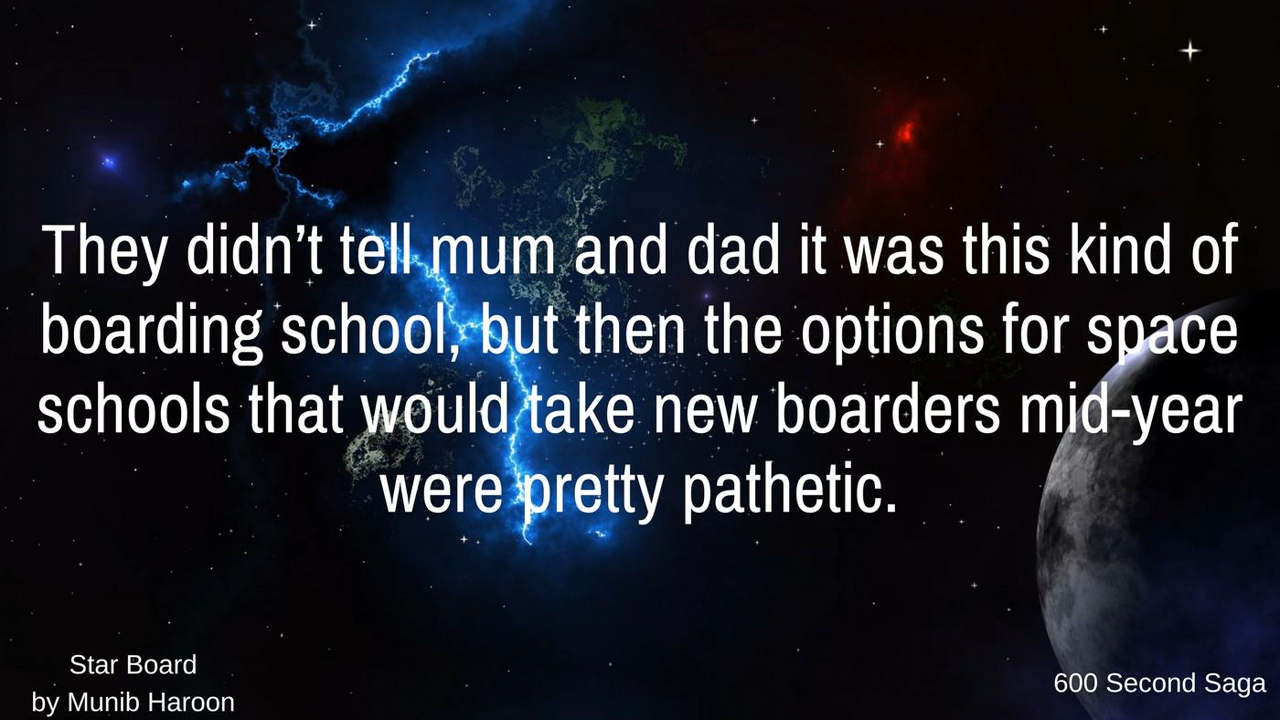 They didn’t tell mum and dad it was this kind of
boarding school, but then the options for space
schools that would take new boarders mid-year
were pretty pathetic.
Star Board
by Munib Haroon
600 Second Saga